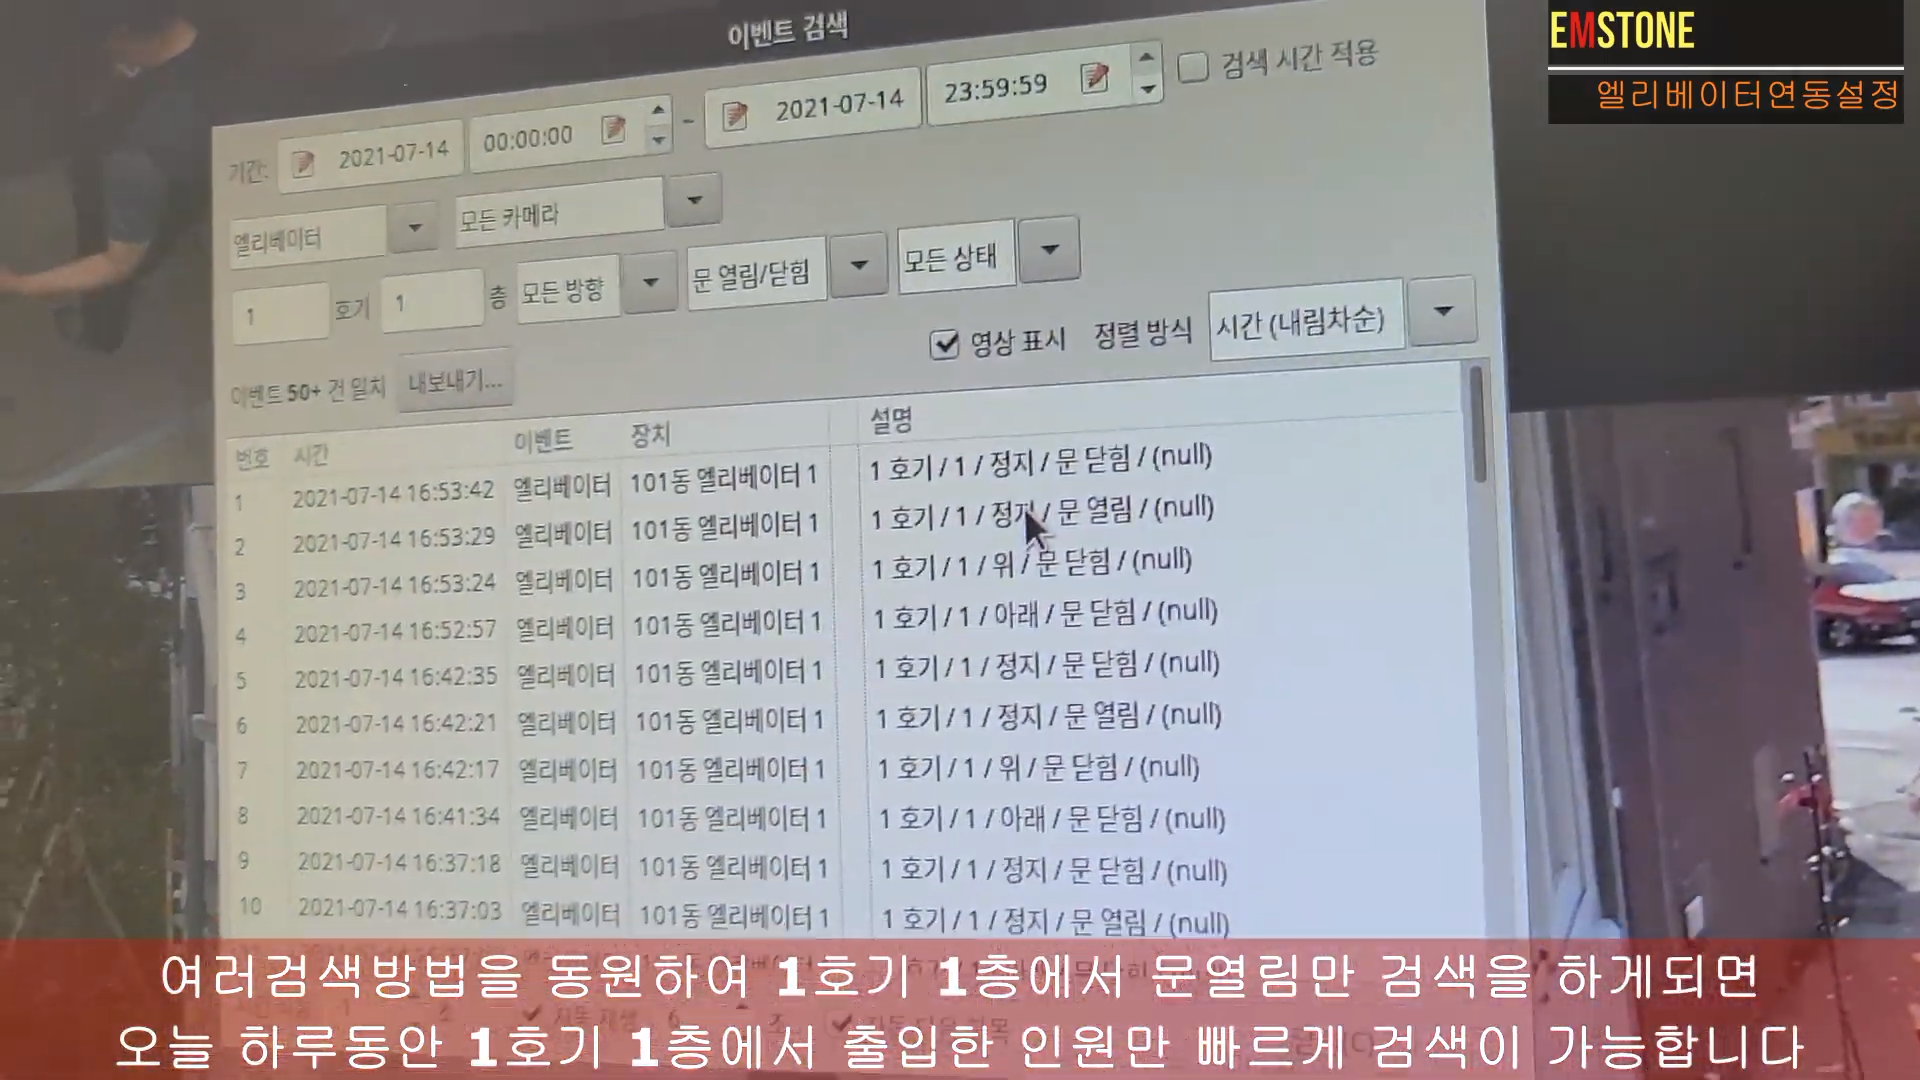 이벤트 검색
EMSTONE
엘리베이터연동설정
기간: 2021-07-14 00:00:00 - 2021-07-14 23:59:59 검색 시간 적용
엘리베이터 모든 카메라
1 호기 1 층 모든 방향 문 열림/닫힘 모든 상태
영상 표시 정렬 방식 시간 (내림차순)
이벤트 50+ 건 일치 내보내기...
번호 시간 이벤트 장치 설명
1 2021-07-14 16:53:42 엘리베이터 101동 엘리베이터 1 1 호기 / 1 / 정지 / 문 닫힘 / (null)
2 2021-07-14 16:53:29 엘리베이터 101동 엘리베이터 1 1 호기 / 1 / 정지 / 문 열림 / (null)
3 2021-07-14 16:53:24 엘리베이터 101동 엘리베이터 1 1 호기 / 1 / 위 / 문 닫힘 / (null)
4 2021-07-14 16:52:57 엘리베이터 101동 엘리베이터 1 1 호기 / 1 / 아래 / 문 닫힘 / (null)
5 2021-07-14 16:42:35 엘리베이터 101동 엘리베이터 1 1 호기 / 1 / 정지 / 문 닫힘 / (null)
6 2021-07-14 16:42:21 엘리베이터 101동 엘리베이터 1 1 호기 / 1 / 정지 / 문 열림 / (null)
7 2021-07-14 16:42:17 엘리베이터 101동 엘리베이터 1 1 호기 / 1 / 위 / 문 닫힘 / (null)
8 2021-07-14 16:41:34 엘리베이터 101동 엘리베이터 1 1 호기 / 1 / 아래 / 문 닫힘 / (null)
9 2021-07-14 16:37:18 엘리베이터 101동 엘리베이터 1 1 호기 / 1 / 정지 / 문 닫힘 / (null)
10 2021-07-14 16:37:03 엘리베이터 101동 엘리베이터 1 1 호기 / 1 / 정지 / 문 열림 / (null)
여러검색방법을 동원하여 1호기 1층에서 문열림만 검색을 하게되면
오늘 하루동안 1호기 1층에서 출입한 인원만 빠르게 검색이 가능합니다